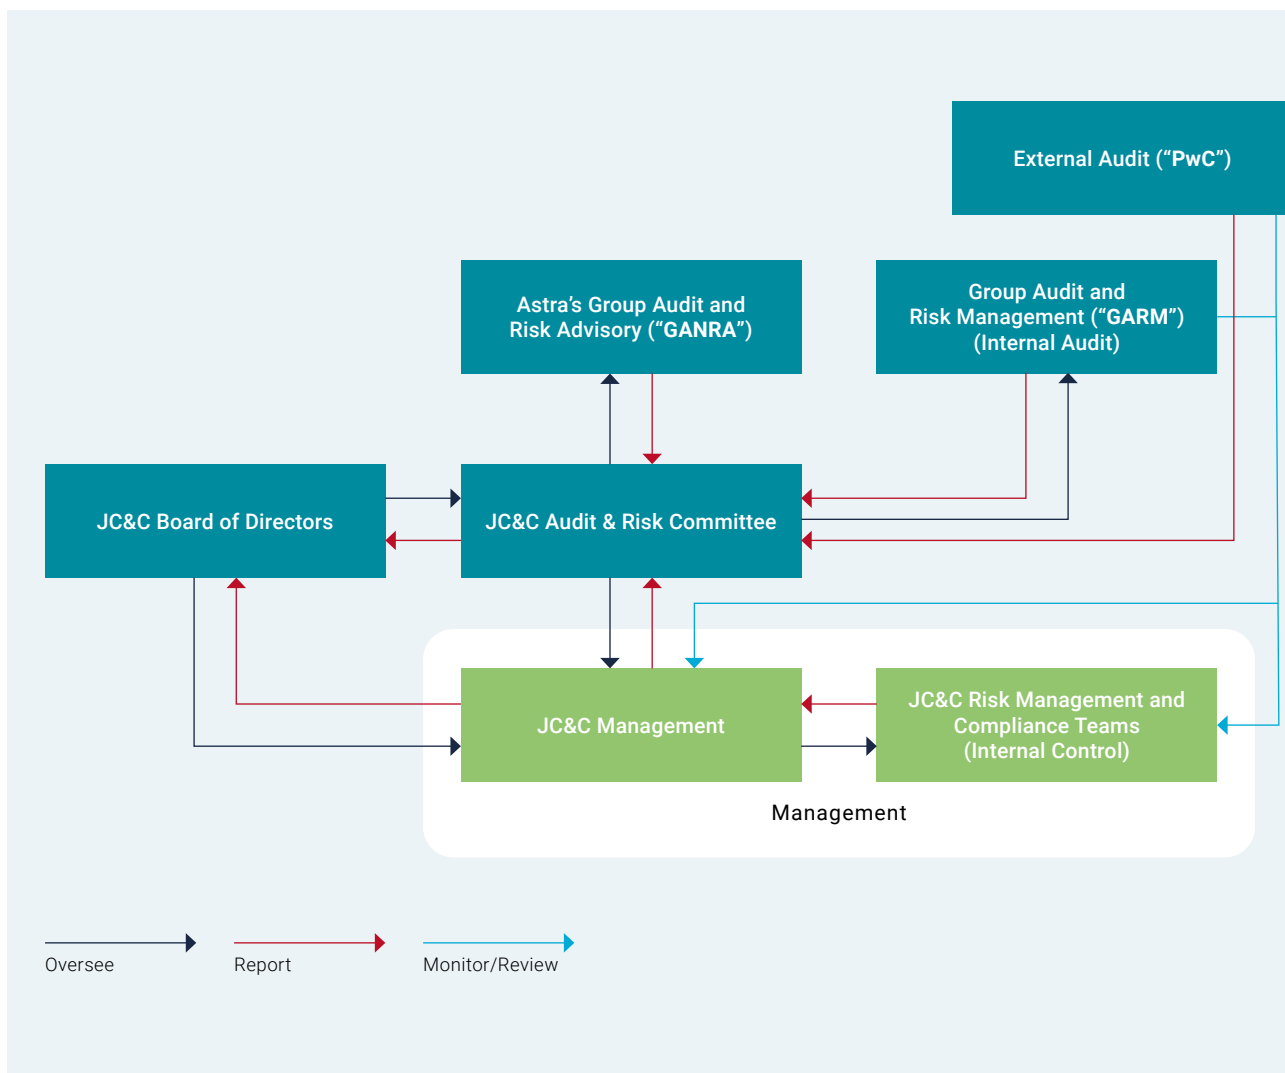 External Audit (“PwC”)
Astra’s Group Audit and
Risk Advisory (“GANRA”)
Group Audit and
Risk Management (“GARM”)
(Internal Audit)
JC&C Board of Directors
JC&C Audit & Risk Committee
JC&C Management
JC&C Risk Management and
Compliance Teams
(Internal Control)
Management
Oversee
Report
Monitor/Review